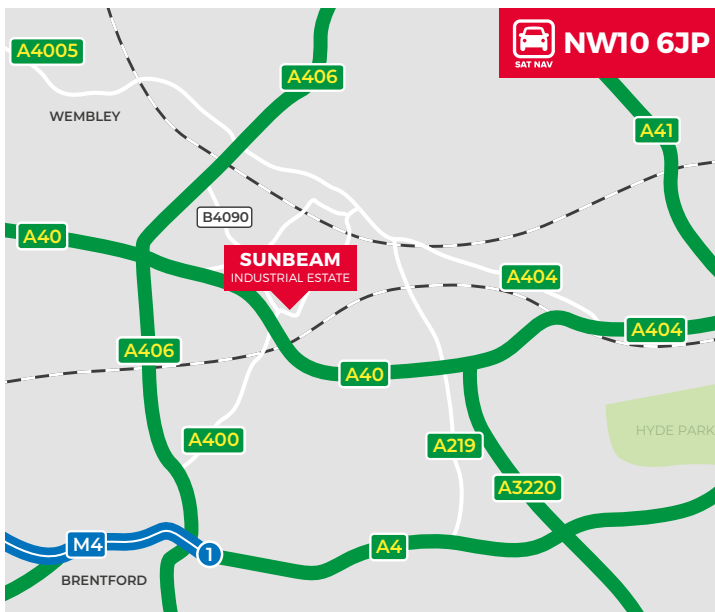 NW10 6JP
SAT NAV
A4005
A406
WEMBLEY
A41
B4090
A40
SUNBEAM
INDUSTRIAL ESTATE
A404
A404
A406
A40
HYDE PARK
A400
A219
A3220
M4
1
A4
BRENTFORD